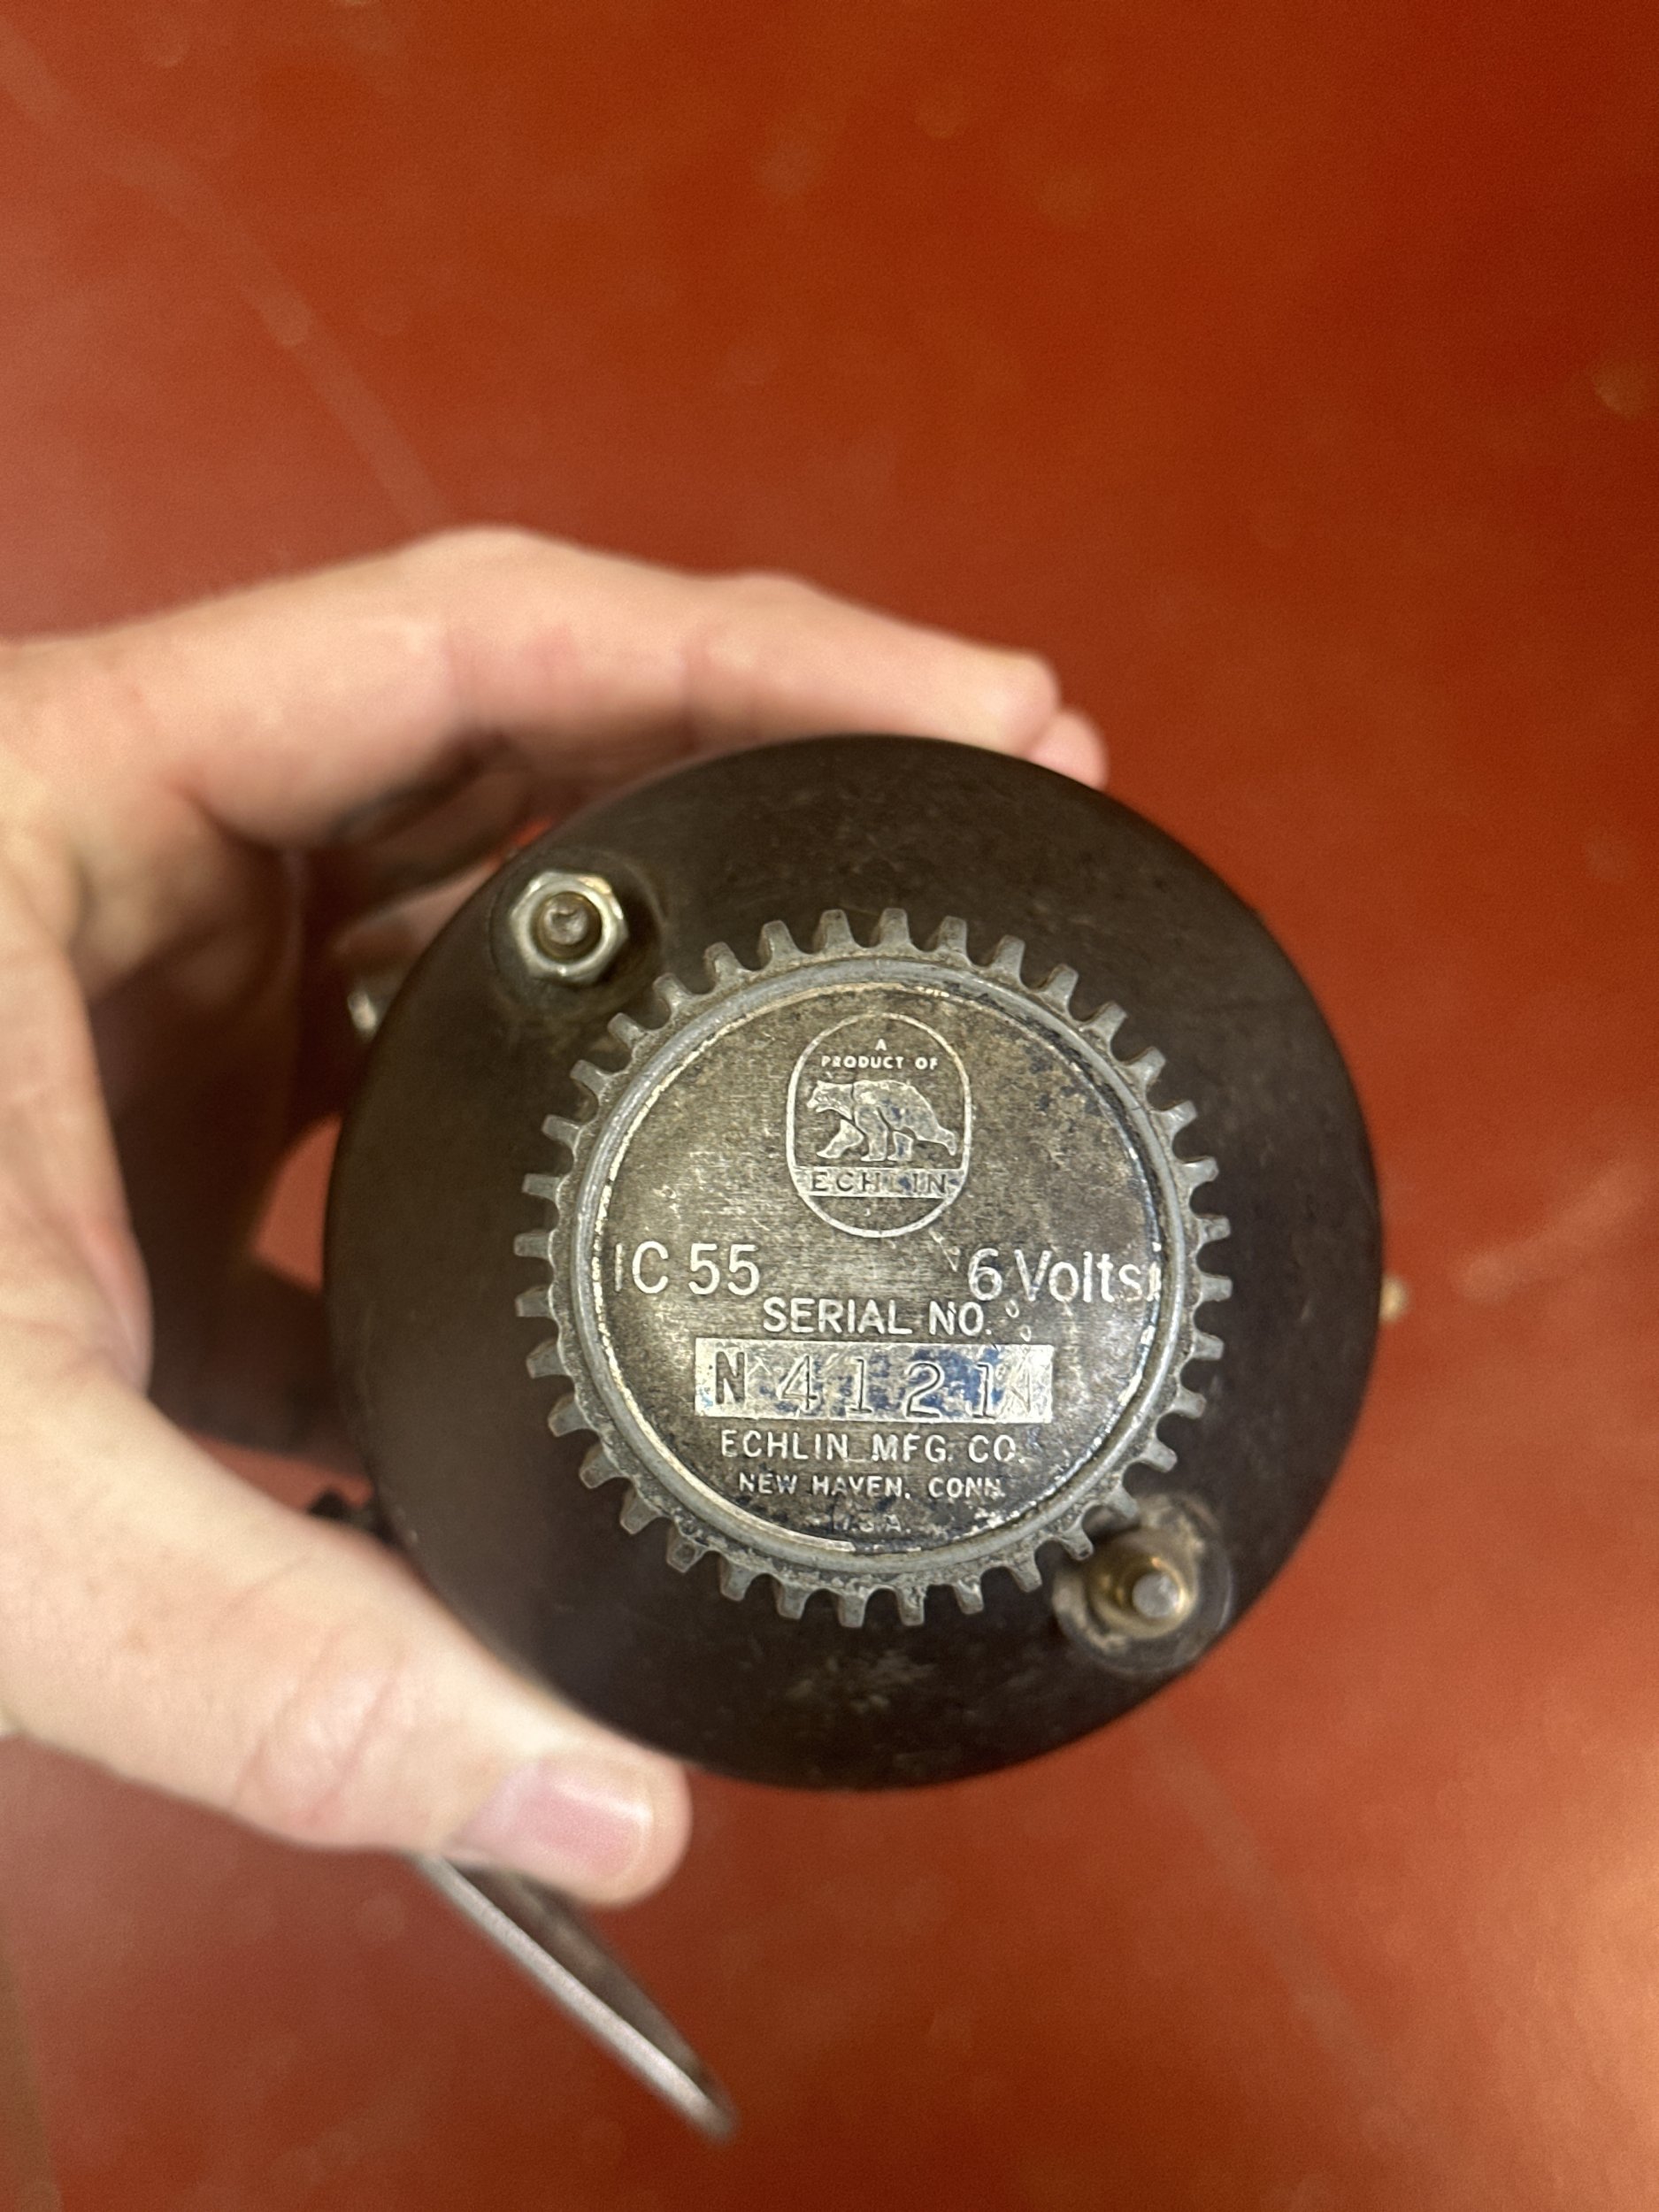 A
PRODUCT OF
ECHLIN
IC 55 6 Volts
SERIAL NO.
N 4121
ECHLIN MFG. CO.
NEW HAVEN, CONN.
U.S.A.